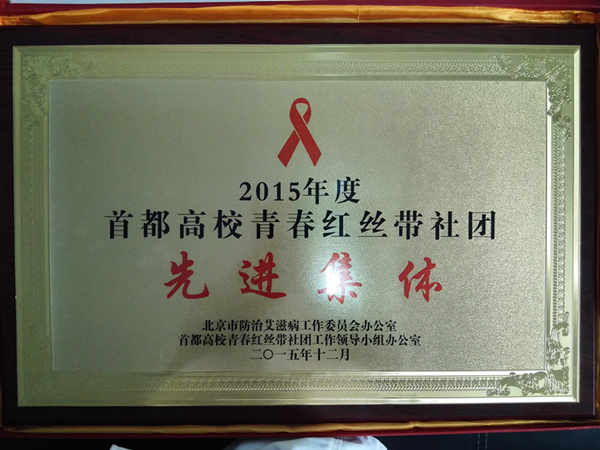 2015年度
首都高校青春红丝带社团
先进集体
北京市防治艾滋病工作委员会办公室
首都高校青春红丝带社团工作领导小组办公室
二〇一五年十二月